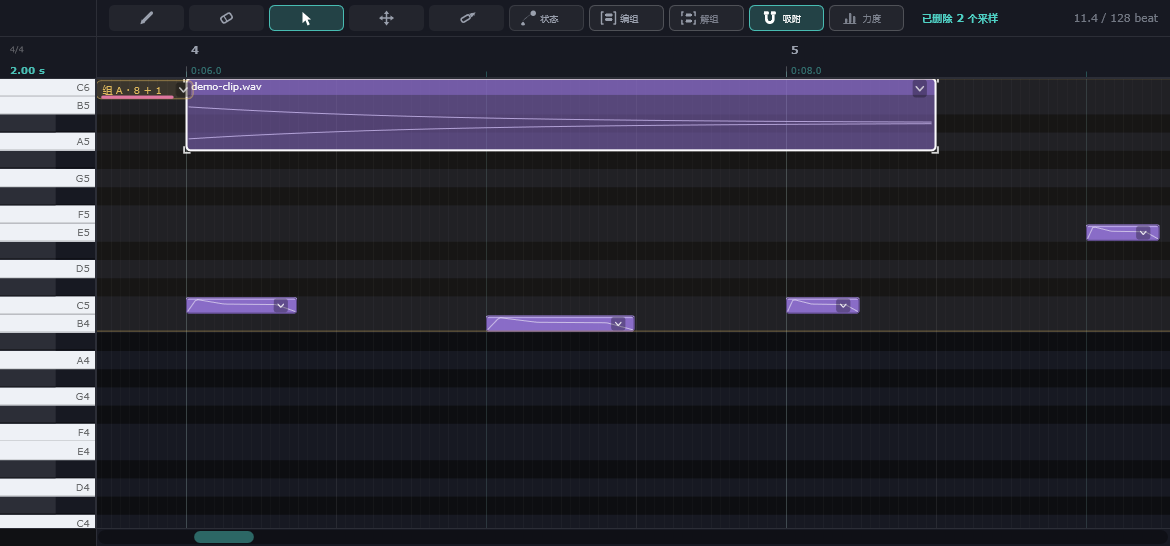 状态
编组
解组
吸附
力度
已删除 2 个采样
11.4 / 128 beat
4/4
4
5
2.00 s
0:06.0
0:08.0
组 A · 8 + 1
demo-clip.wav
C6
B5
A5
G5
F5
E5
D5
C5
B4
A4
G4
F4
E4
D4
C4